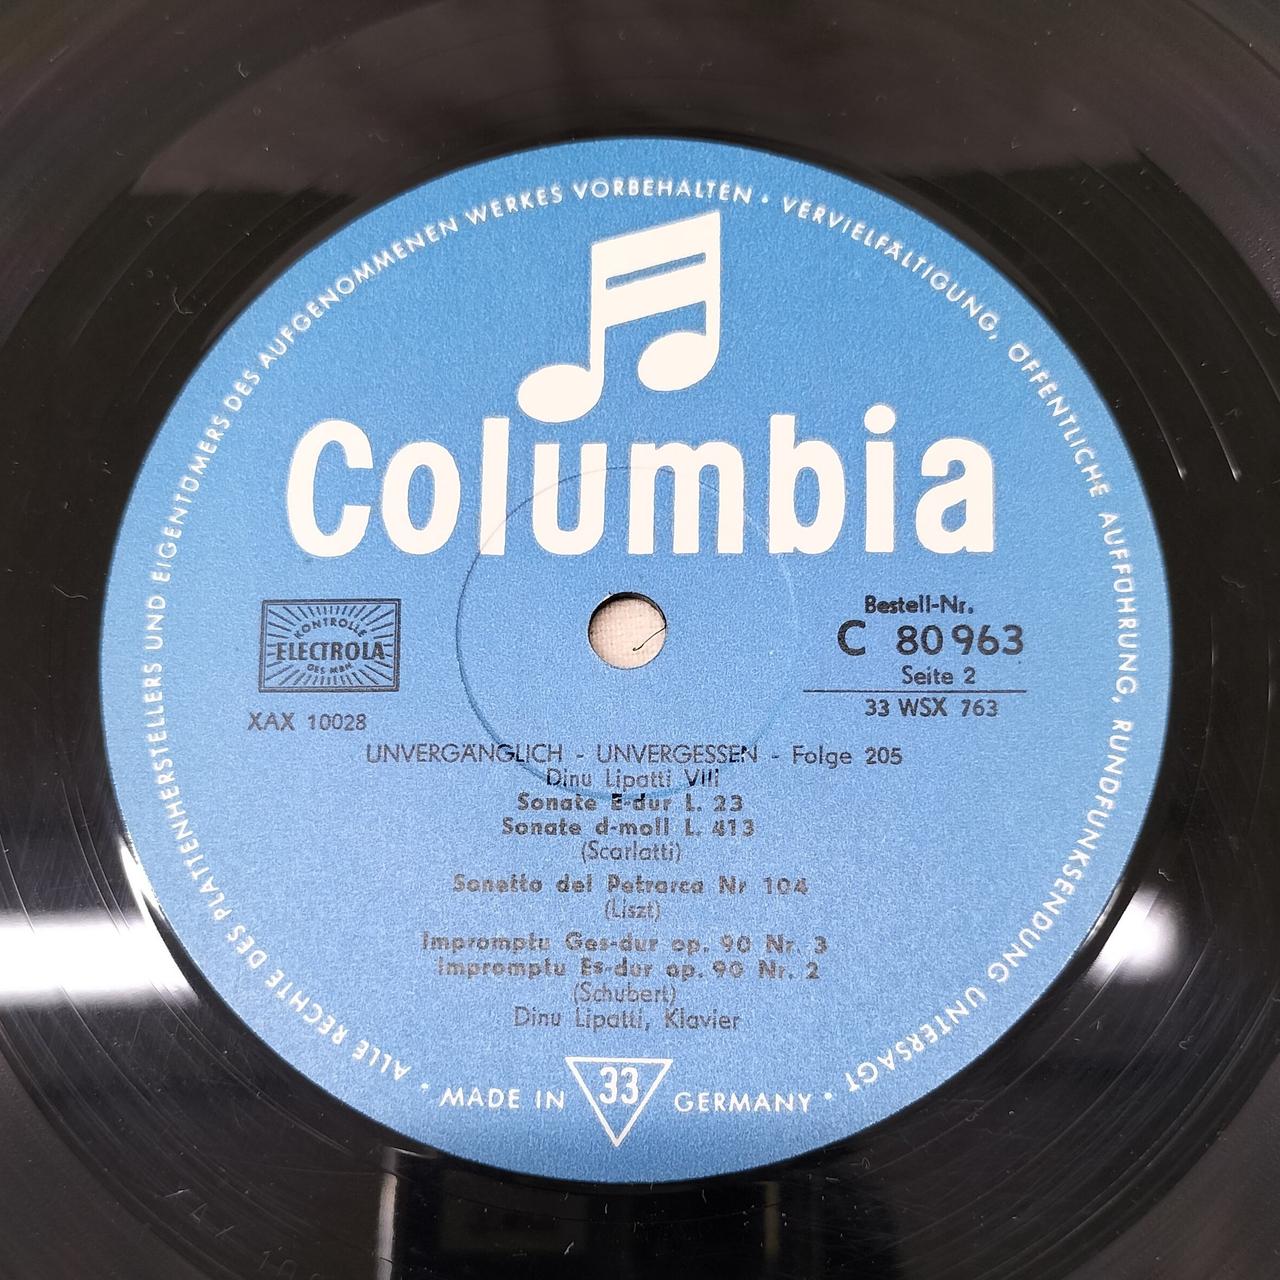 ALLE RECHTE DES PLATTENHERSTELLERS UND EIGENTÜMERS DES AUFGENOMMENEN WERKES VORBEHALTEN • VERVIELFÄLTIGUNG, ÖFFENTLICHE AUFFÜHRUNG, RUNDFUNKSENDUNG UNTERSAGT •
Columbia
KONTROLLE
ELECTROLA
GES MBH
XAX 10028
Bestell-Nr.
C 80963
Seite 2
33 WSX 763
UNVERGÄNGLICH - UNVERGESSEN - Folge 205
Dinu Lipatti VIII
Sonate E-dur L. 23
Sonate d-moll L. 413
(Scarlatti)
Sonetto del Petrarca Nr 104
(Liszt)
Impromptu Ges-dur op. 90 Nr. 3
Impromptu Es-dur op. 90 Nr. 2
(Schubert)
Dinu Lipatti, Klavier
• MADE IN 33 GERMANY •